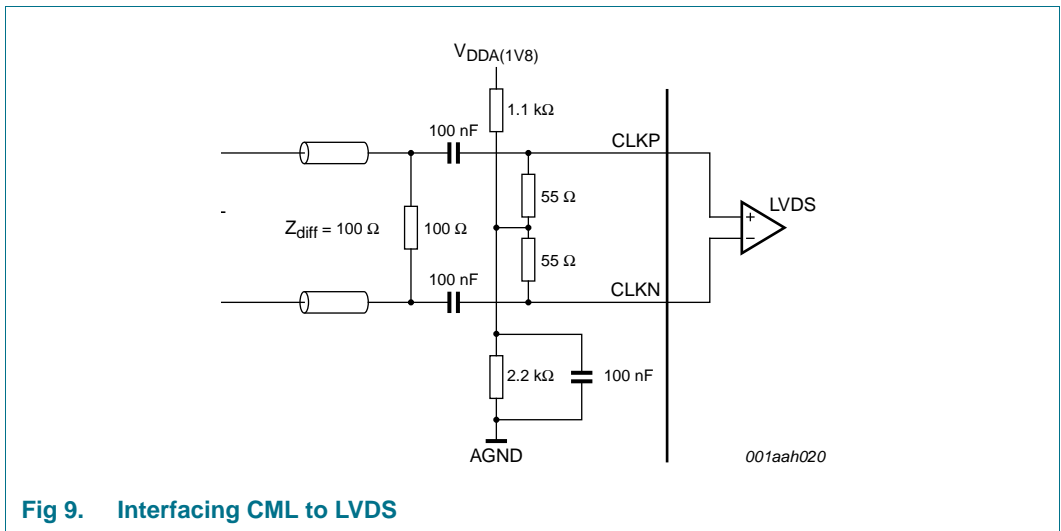 VDDA(1V8)
1.1 kΩ
100 nF
CLKP
55 Ω
LVDS
+
−
Zdiff = 100 Ω
100 Ω
55 Ω
100 nF
CLKN
2.2 kΩ
100 nF
AGND
001aah020
Fig 9. Interfacing CML to LVDS